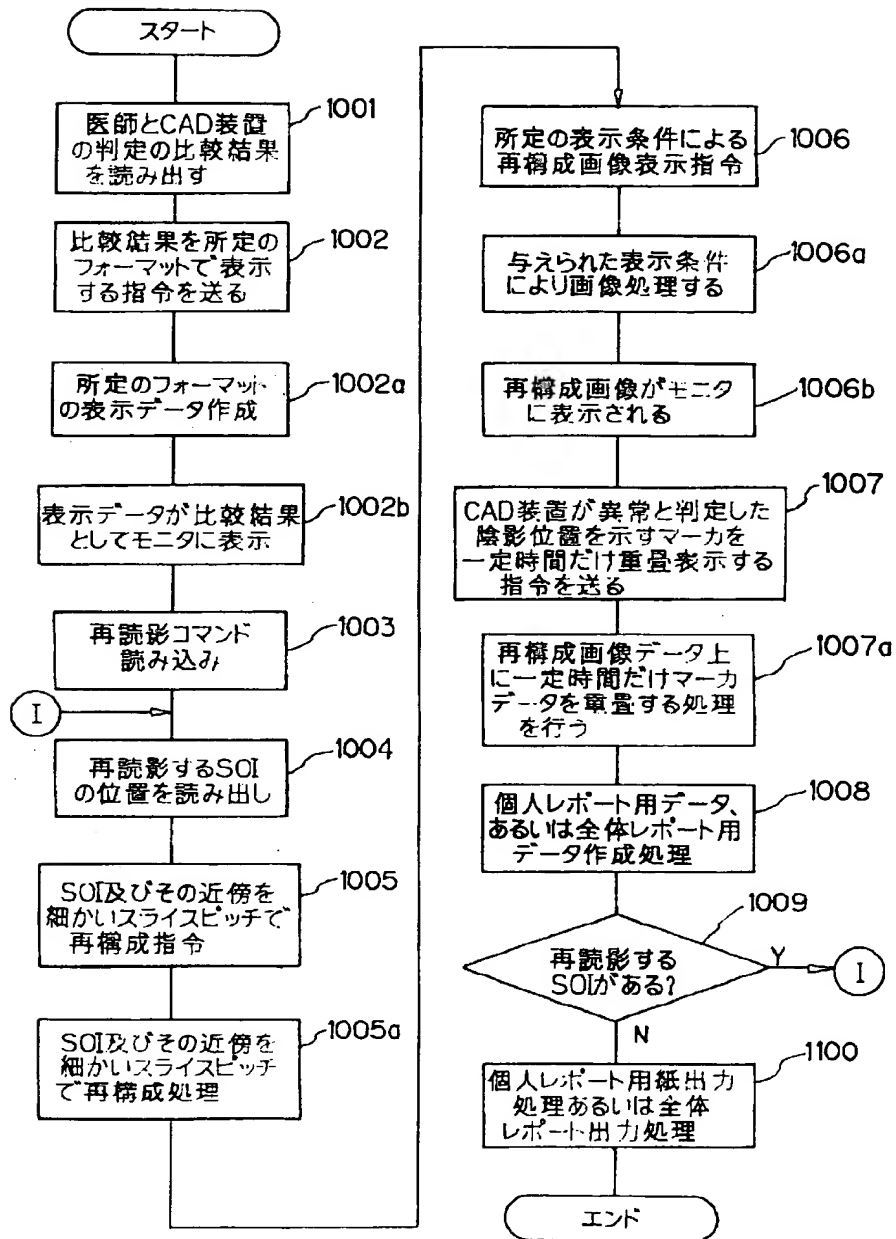 スタート
医師とCAD装置
の判定の比較結果
を読み出す
1001
比較結果を所定の
フォーマットで表示
する指令を送る
1002
所定のフォーマット
の表示データ作成
1002a
表示データが比較結果
としてモニタに表示
1002b
再読影コマンド
読み込み
1003
I
再読影するSOI
の位置を読み出し
1004
SOI及びその近傍を
細かいスライスピッチで
再構成指令
1005
SOI及びその近傍を
細かいスライスピッチ
で再構成処理
1005a
所定の表示条件による
再構成画像表示指令
1006
与えられた表示条件
により画像処理する
1006a
再構成画像がモニタ
に表示される
1006b
CAD装置が異常と判定した
陰影位置を示すマーカを
一定時間だけ重畳表示する
指令を送る
1007
再構成画像データ上
に一定時間だけマーカ
データを重畳する処理
を行う
1007a
個人レポート用データ、
あるいは全体レポート用
データ作成処理
1008
再読影する
SOIがある?
1009
Y
I
N
個人レポート用紙出力
処理あるいは全体
レポート出力処理
1100
エンド